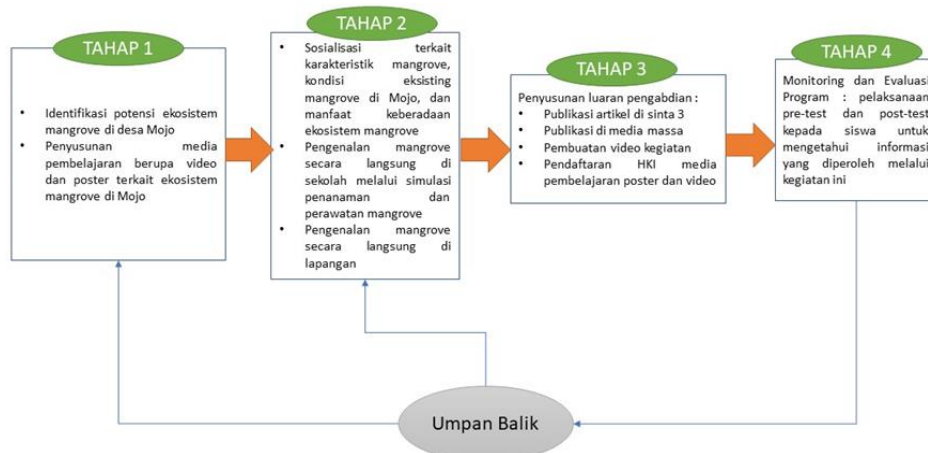 TAHAP 1
• Identifikasi potensi ekosistem
mangrove di desa Mojo
• Penyusunan media
pembelajaran berupa video
dan poster terkait ekosistem
mangrove di Mojo
TAHAP 2
• Sosialisasi terkait
karakteristik mangrove,
kondisi eksisting
mangrove di Mojo, dan
manfaat keberadaan
ekosistem mangrove
• Pengenalan mangrove
secara langsung di
sekolah melalui simulasi
penanaman dan
perawatan mangrove
• Pengenalan mangrove
secara langsung di
lapangan
TAHAP 3
Penyusunan luaran pengabdian :
• Publikasi artikel di sinta 3
• Publikasi di media massa
• Pembuatan video kegiatan
• Pendaftaran HKI media
pembelajaran poster dan video
TAHAP 4
Monitoring dan Evaluasi
Program : pelaksanaan
pre-test dan post-test
kepada siswa untuk
mengetahui informasi
yang diperoleh melalui
kegiatan ini
Umpan Balik